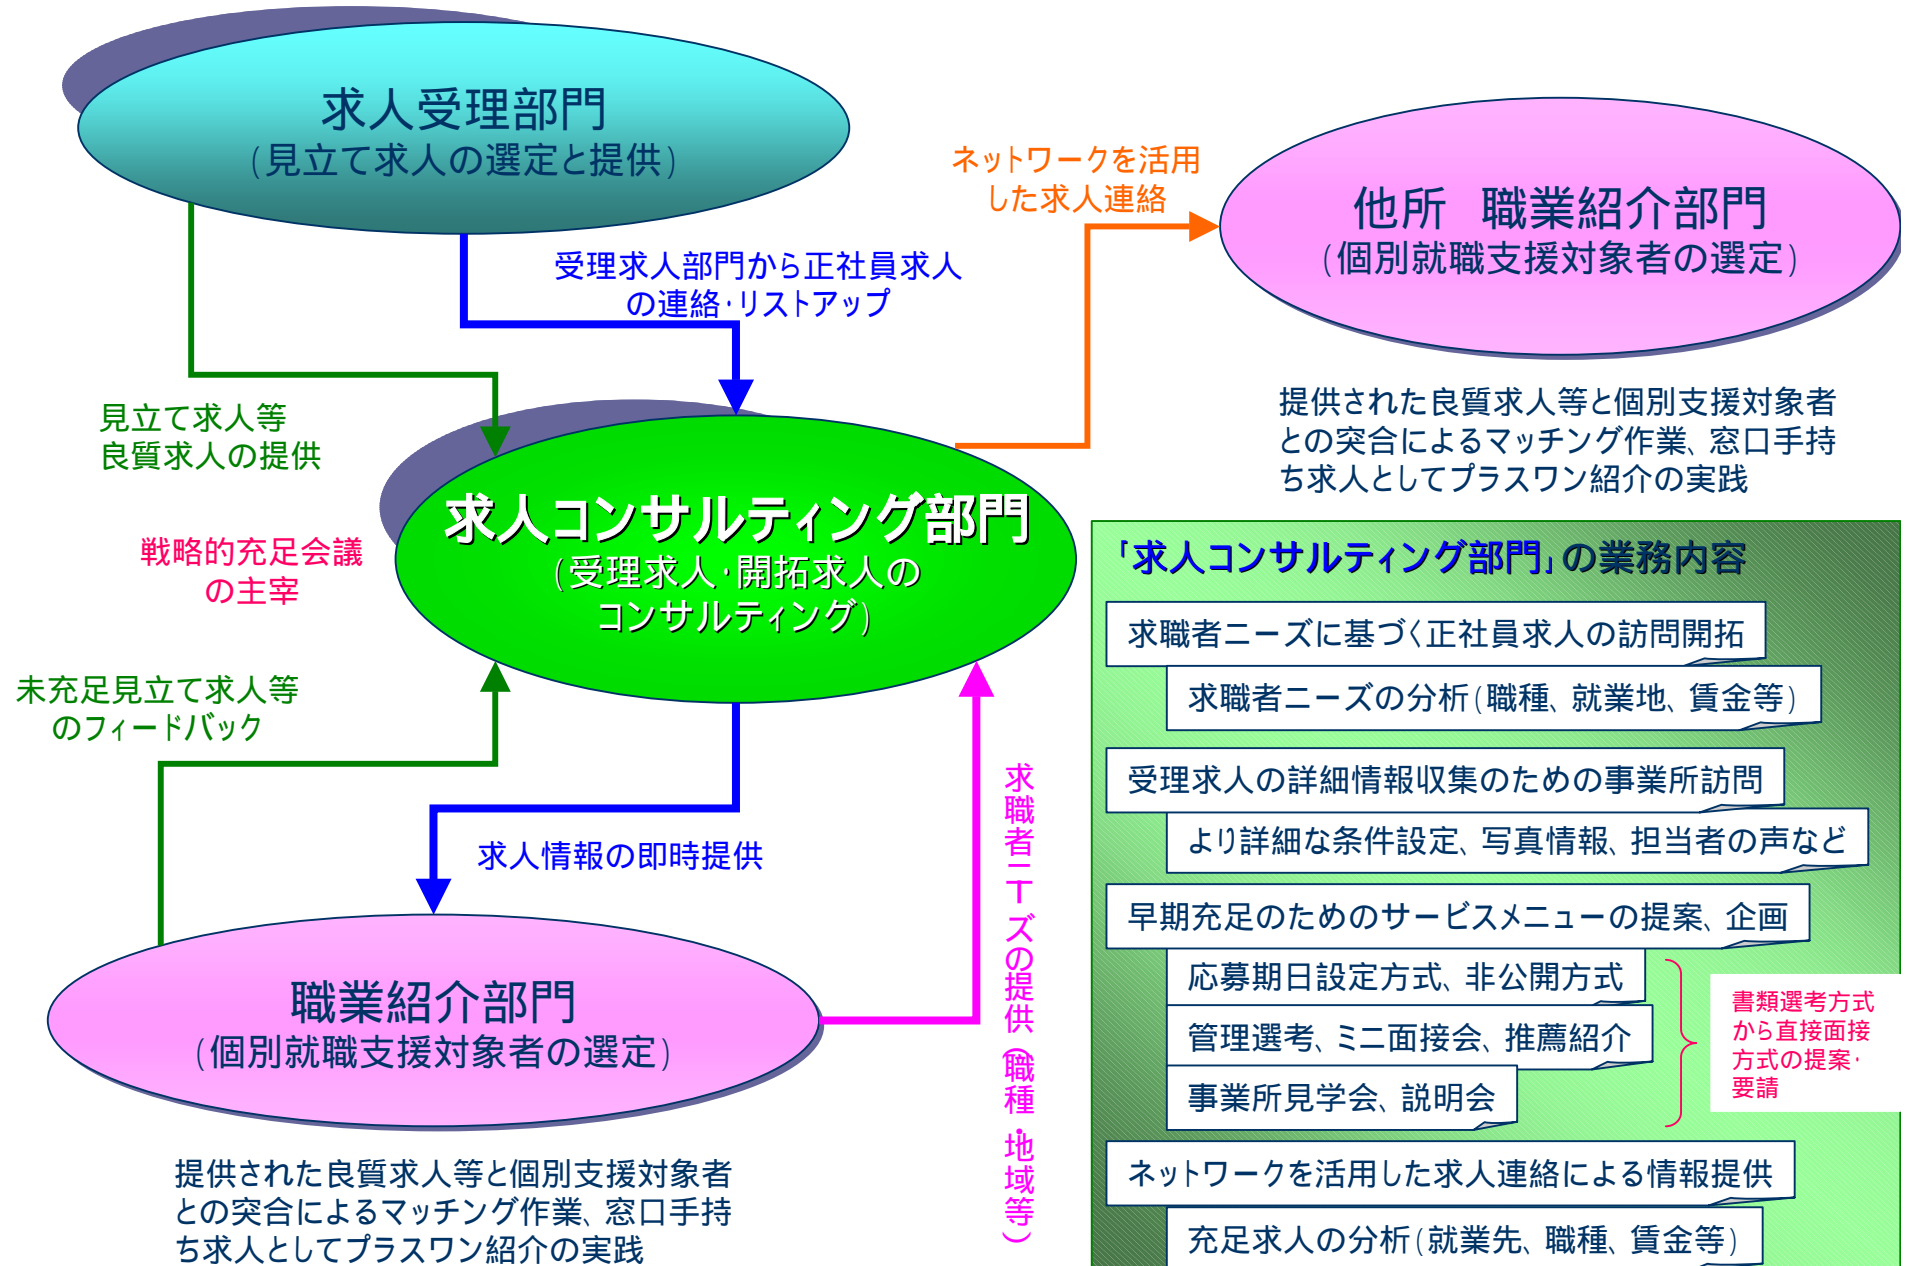 求人受理部門
(見立て求人の選定と提供)
ネットワークを活用
した求人連絡
他所　職業紹介部門
(個別就職支援対象者の選定)
受理求人部門から正社員求人
の連絡・リストアップ
見立て求人等
良質求人の提供
提供された良質求人等と個別支援対象者
との突合によるマッチング作業、窓口手持
ち求人としてプラスワン紹介の実践
求人コンサルティング部門
(受理求人・開拓求人の
コンサルティング)
戦略的充足会議
の主宰
未充足見立て求人等
のフィードバック
求人情報の即時提供
求職者ニーズの提供(職種・地域等)
職業紹介部門
(個別就職支援対象者の選定)
提供された良質求人等と個別支援対象者
との突合によるマッチング作業、窓口手持
ち求人としてプラスワン紹介の実践
「求人コンサルティング部門」の業務内容
求職者ニーズに基づく正社員求人の訪問開拓
求職者ニーズの分析(職種、就業地、賃金等)
受理求人の詳細情報収集のための事業所訪問
より詳細な条件設定、写真情報、担当者の声など
早期充足のためのサービスメニューの提案、企画
応募期日設定方式、非公開方式
管理選考、ミニ面接会、推薦紹介
事業所見学会、説明会
書類選考方式
から直接面接
方式の提案・
要請
ネットワークを活用した求人連絡による情報提供
充足求人の分析(就業先、職種、賃金等)